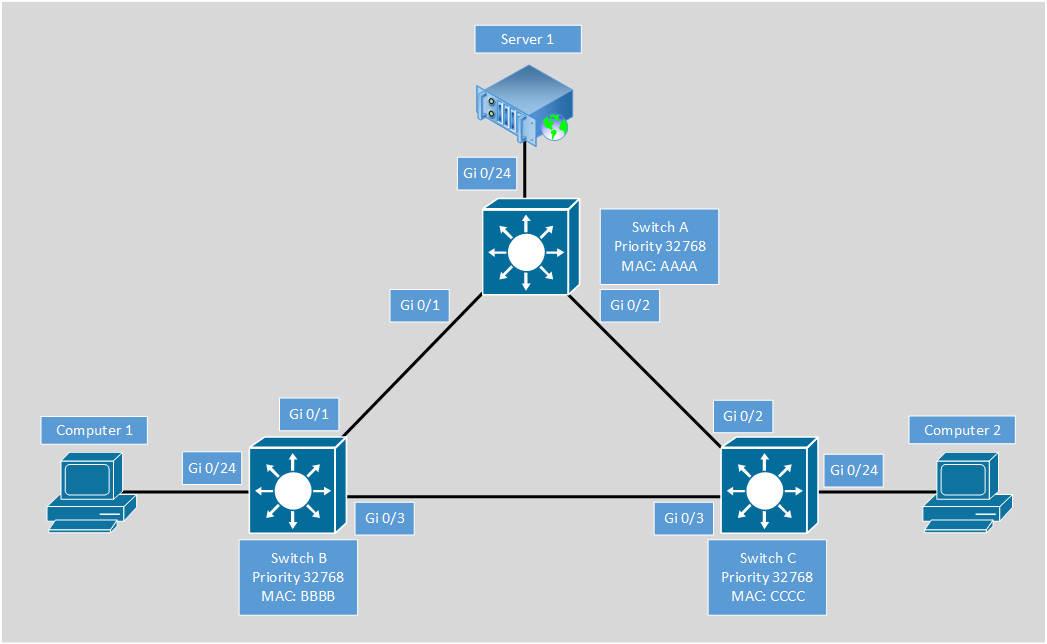 Server 1
Gi 0/24
Switch A
Priority 32768
MAC: AAAA
Gi 0/1
Gi 0/2
Gi 0/1
Gi 0/2
Computer 1
Computer 2
Gi 0/24
Gi 0/24
Gi 0/3
Gi 0/3
Switch B
Priority 32768
MAC: BBBB
Switch C
Priority 32768
MAC: CCCC